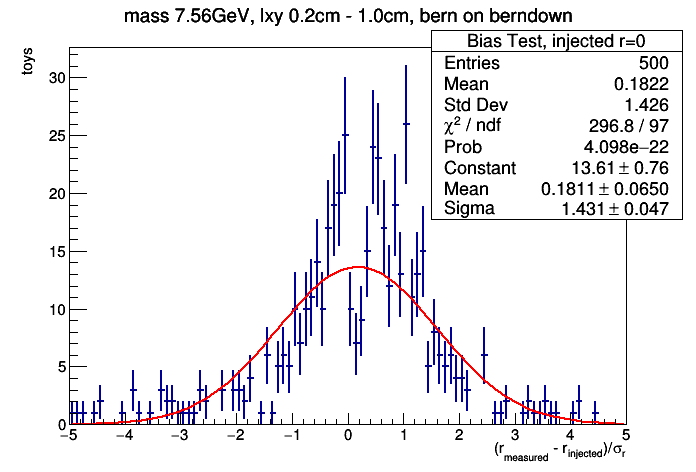 mass 7.56GeV, lxy 0.2cm - 1.0cm, bern on berndown
toys
Bias Test, injected r=0
Entries 500
Mean 0.1822
Std Dev 1.426
χ² / ndf 296.8 / 97
Prob 4.098e−22
Constant 13.61 ± 0.76
Mean 0.1811 ± 0.0650
Sigma 1.431 ± 0.047
30
25
20
15
10
5
0
−5 −4 −3 −2 −1 0 1 2 3 4 5
(r_measured - r_injected)/σ_r